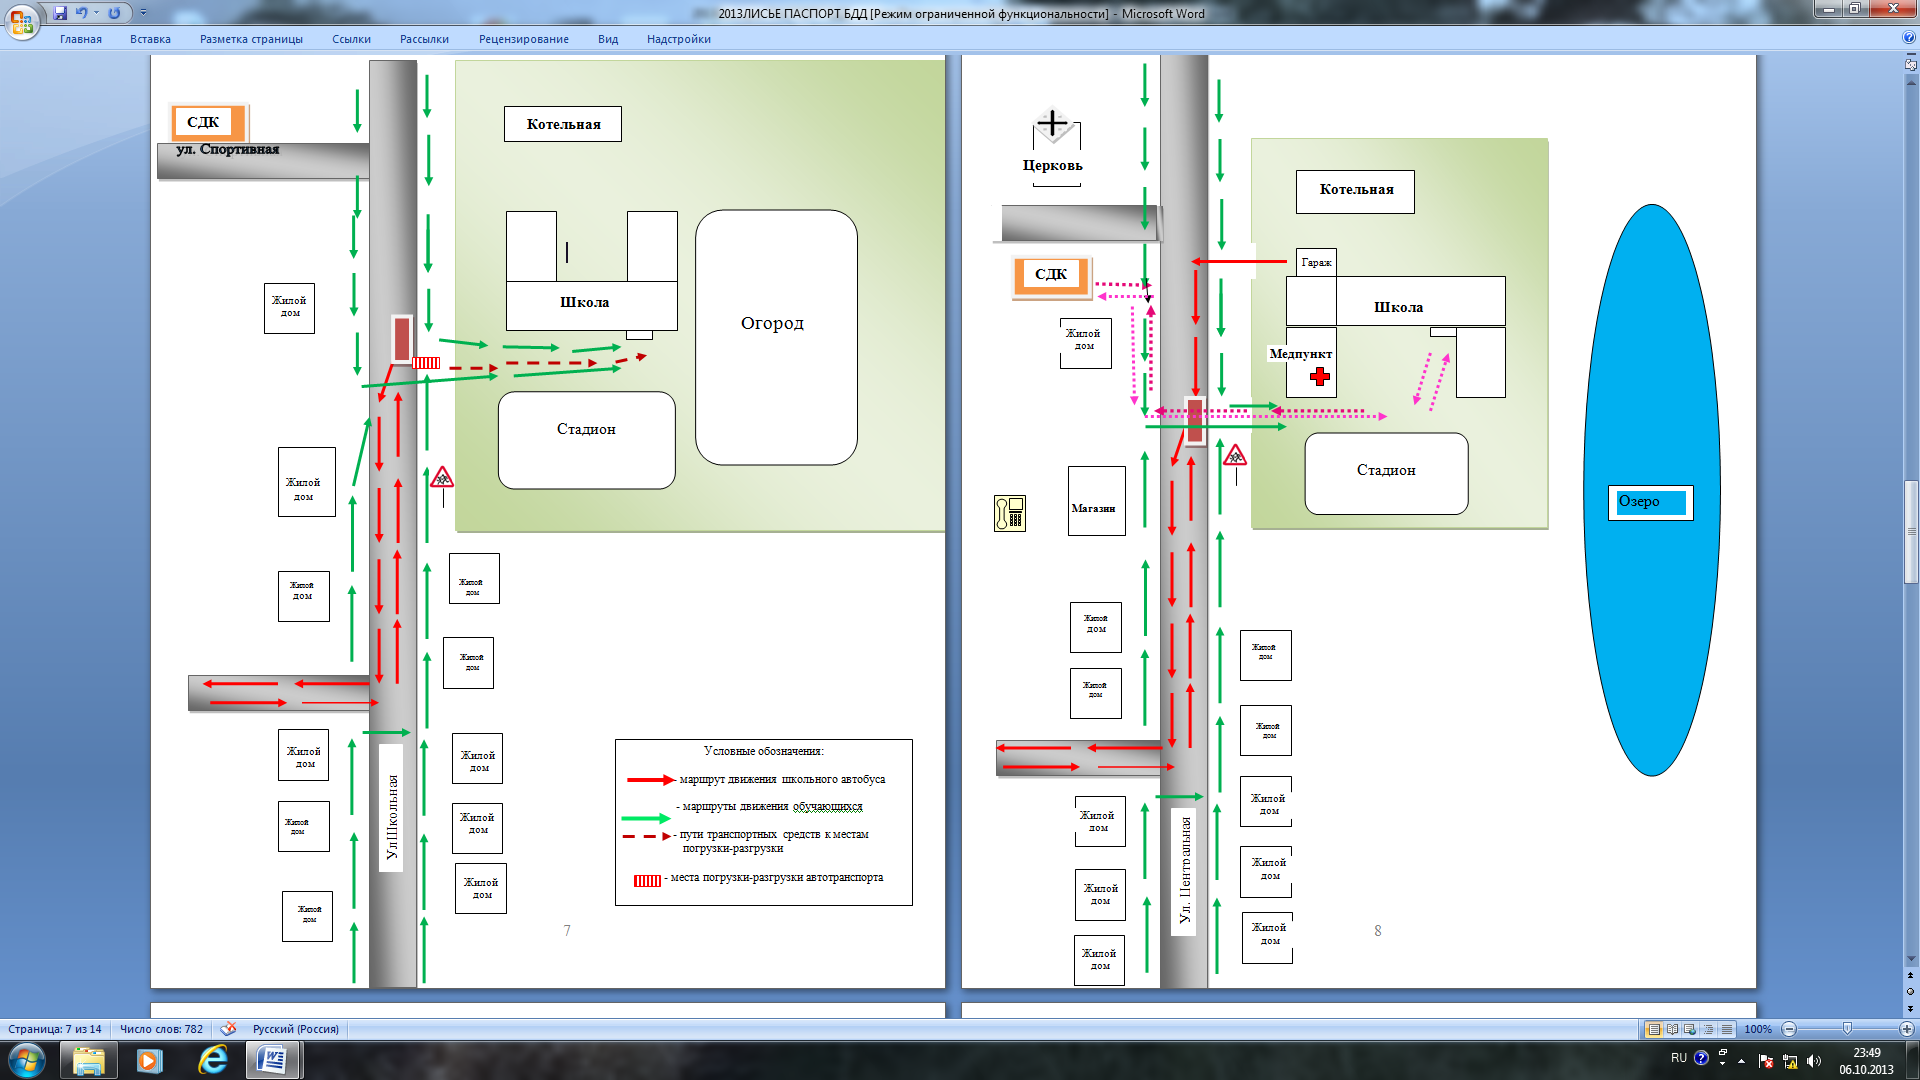 2013ЛИСЬЕ ПАСПОРТ БДД [Режим ограниченной функциональности] - Microsoft Word
Главная
Вставка
Разметка страницы
Ссылки
Рассылки
Рецензирование
Вид
Надстройки
СДК
ул. Спортивная
Котельная
Школа
Огород
Стадион
Жилой
дом
Жилой
дом
Жилой
дом
Жилой
дом
Жилой
дом
Жилой
дом
Жилой
дом
Жилой
дом
Жилой
дом
Жилой
дом
Жилой
дом
УлШкольная
Условные обозначения:
- маршрут движения школьного автобуса
- маршруты движения обучающихся
- пути транспортных средств к местам
погрузки-разгрузки
- места погрузки-разгрузки автотранспорта
7
Церковь
СДК
Котельная
Гараж
Школа
Медпункт
Стадион
Озеро
Жилой
дом
Магазин
Жилой
дом
Жилой
дом
Жилой
дом
Жилой
дом
Жилой
дом
Жилой
дом
Жилой
дом
Жилой
дом
Жилой
дом
Жилой
дом
Ул. Центральная
8
Страница: 7 из 14
Число слов: 782
Русский (Россия)
100%
RU
23:49
06.10.2013